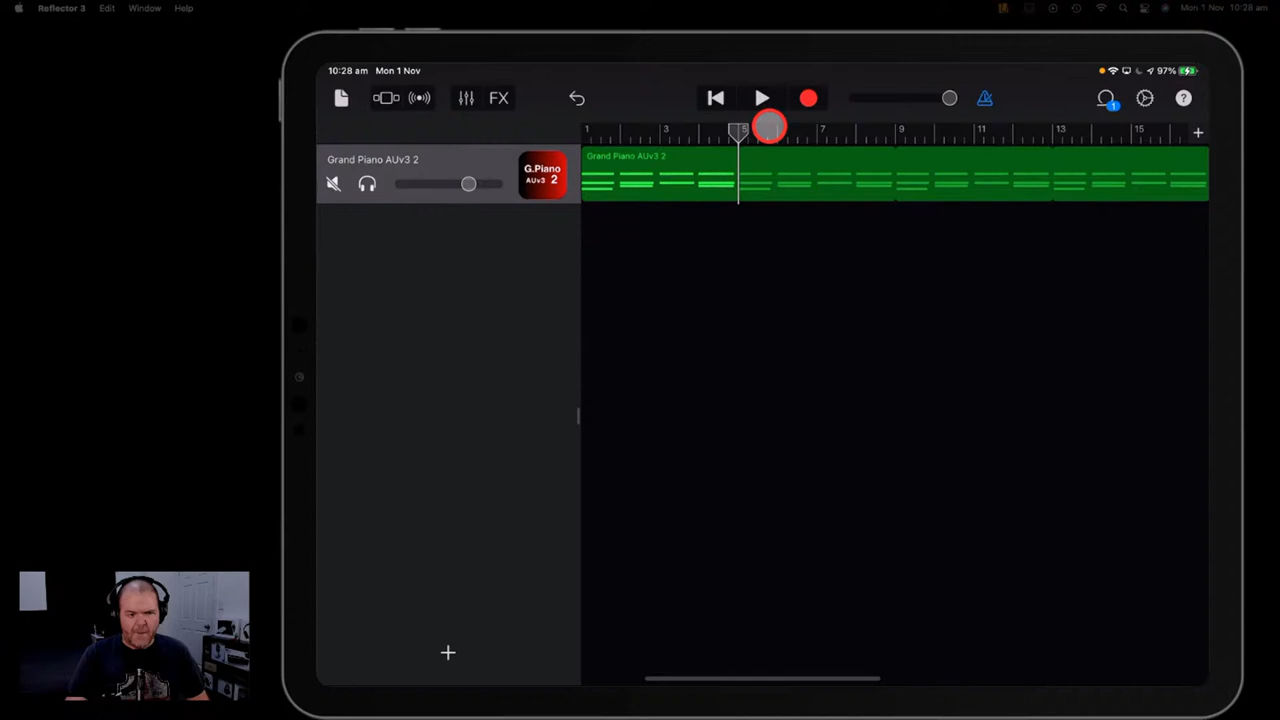 Reflector 3 Edit Window Help Mon 1 Nov 10:28 am
10:28 am Mon 1 Nov 97%
FX 1
1 3 5 7 9 11 13 15 +
Grand Piano AUv3 2
G.Piano
AUv3 2
Grand Piano AUv3 2